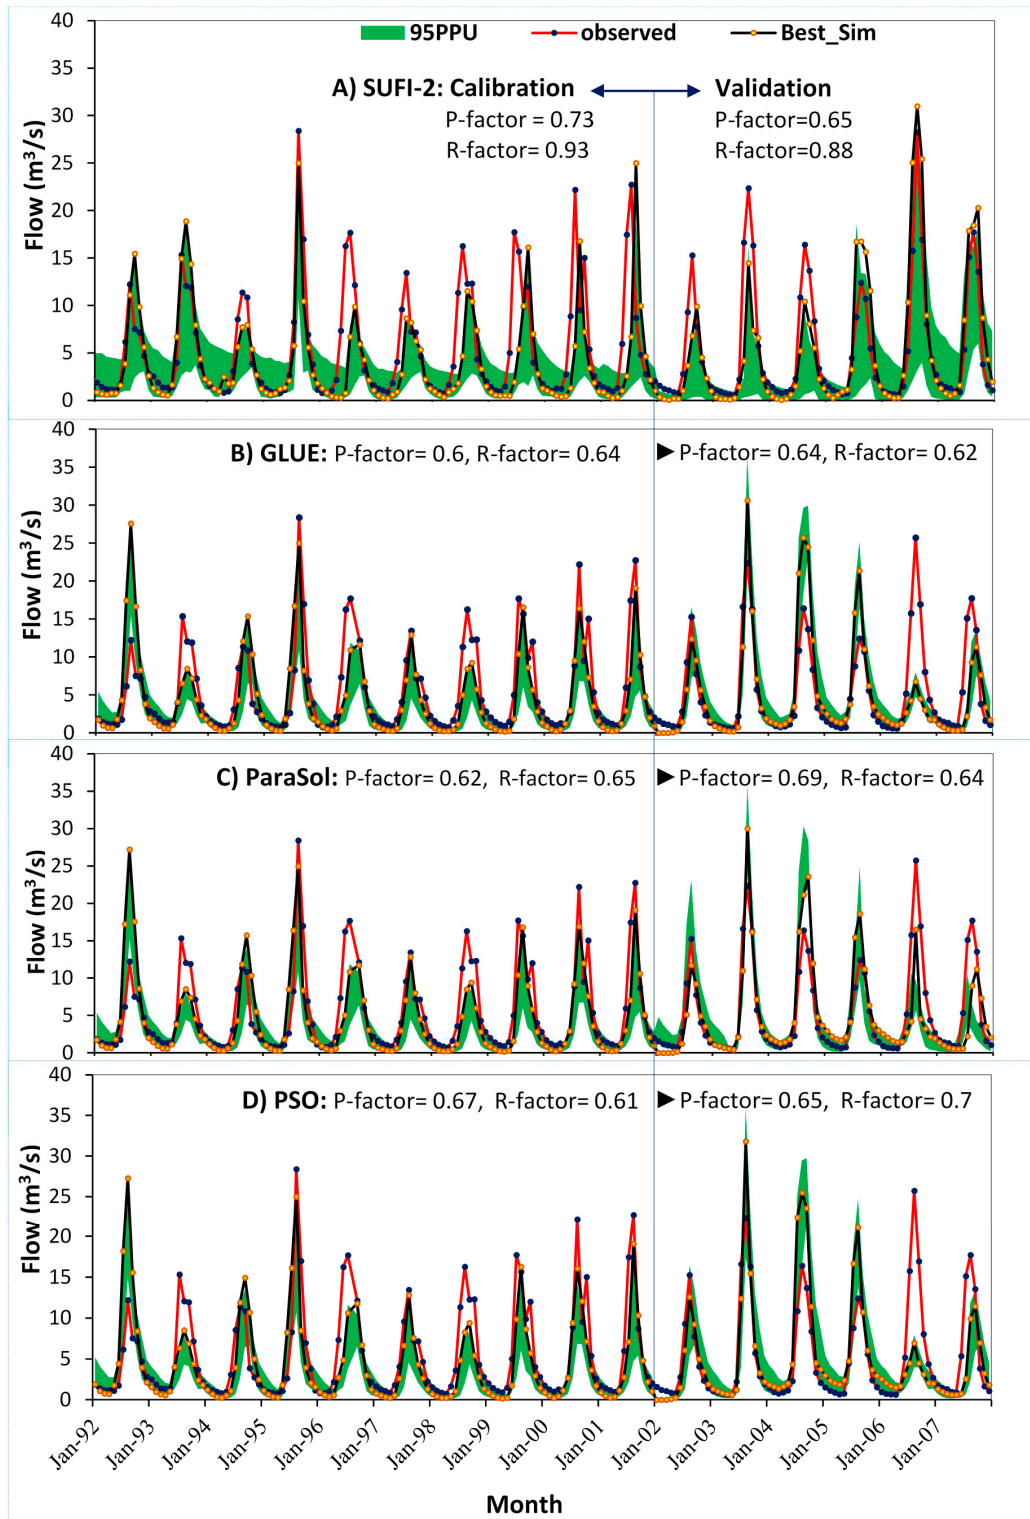 40
95PPU observed Best_Sim
35
A) SUFI-2: Calibration Validation
30
P-factor = 0.73 P-factor=0.65
R-factor= 0.93 R-factor=0.88
25
20
15
10
5
0
Flow (m³/s)
40
B) GLUE: P-factor= 0.6, R-factor= 0.64 P-factor= 0.64, R-factor= 0.62
35
30
25
20
15
10
5
0
Flow (m³/s)
40
C) ParaSol: P-factor= 0.62, R-factor= 0.65 P-factor= 0.69, R-factor= 0.64
35
30
25
20
15
10
5
0
Flow (m³/s)
40
D) PSO: P-factor= 0.67, R-factor= 0.61 P-factor= 0.65, R-factor= 0.7
35
30
25
20
15
10
5
0
Flow (m³/s)
Jan-92 Jan-93 Jan-94 Jan-95 Jan-96 Jan-97 Jan-98 Jan-99 Jan-00 Jan-01 Jan-02 Jan-03 Jan-04 Jan-05 Jan-06 Jan-07
Month